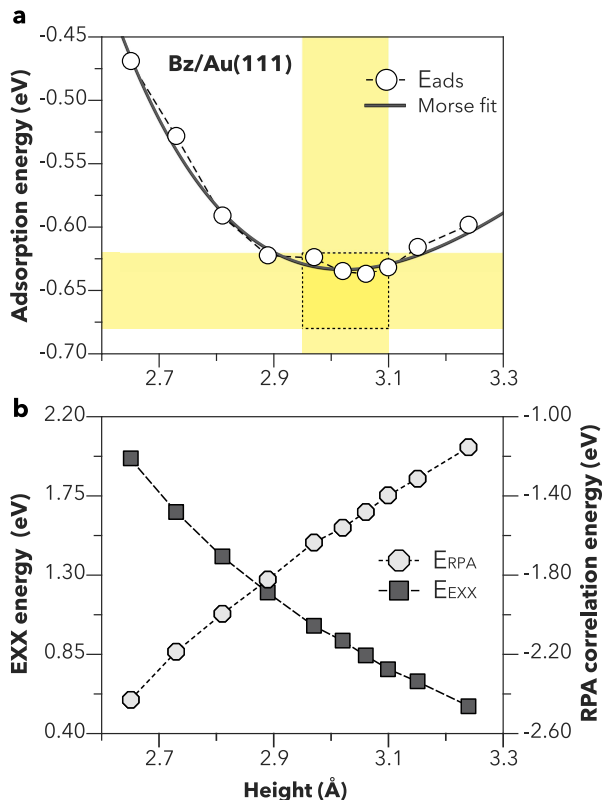 a
Adsorption energy (eV)
-0.45
-0.50
-0.55
-0.60
-0.65
-0.70
Bz/Au(111)
Eads
Morse fit
2.7 2.9 3.1 3.3
b
EXX energy (eV)
2.20
1.75
1.30
0.85
0.40
ERPA
EEXX
-1.00
-1.40
-1.80
-2.20
-2.60
RPA correlation energy (eV)
2.7 2.9 3.1 3.3
Height (Å)